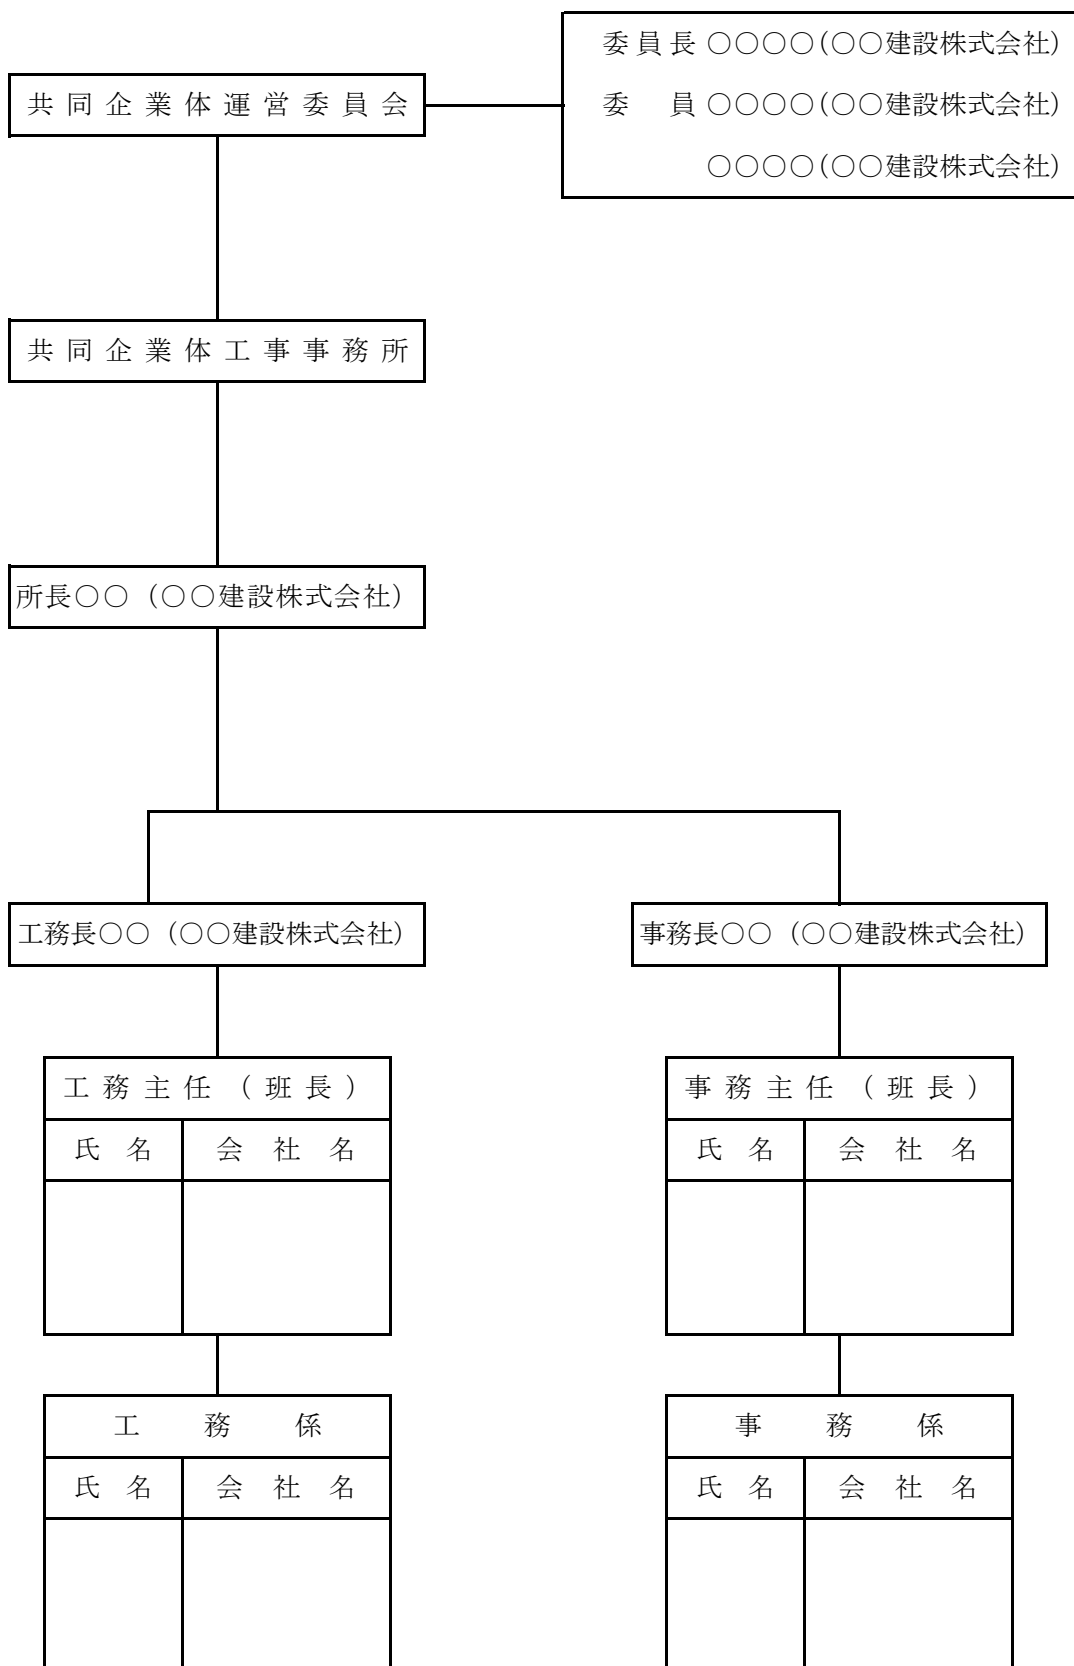 委員長 ○○○○(○○建設株式会社)
共同企業体運営委員会
委員 ○○○○(○○建設株式会社)
○○○○(○○建設株式会社)
共同企業体工事事務所
所長○○(○○建設株式会社)
工務長○○(○○建設株式会社)
事務長○○(○○建設株式会社)
工務主任(班長)
事務主任(班長)
氏名 会社名
氏名 会社名
工務係
事務係
氏名 会社名
氏名 会社名